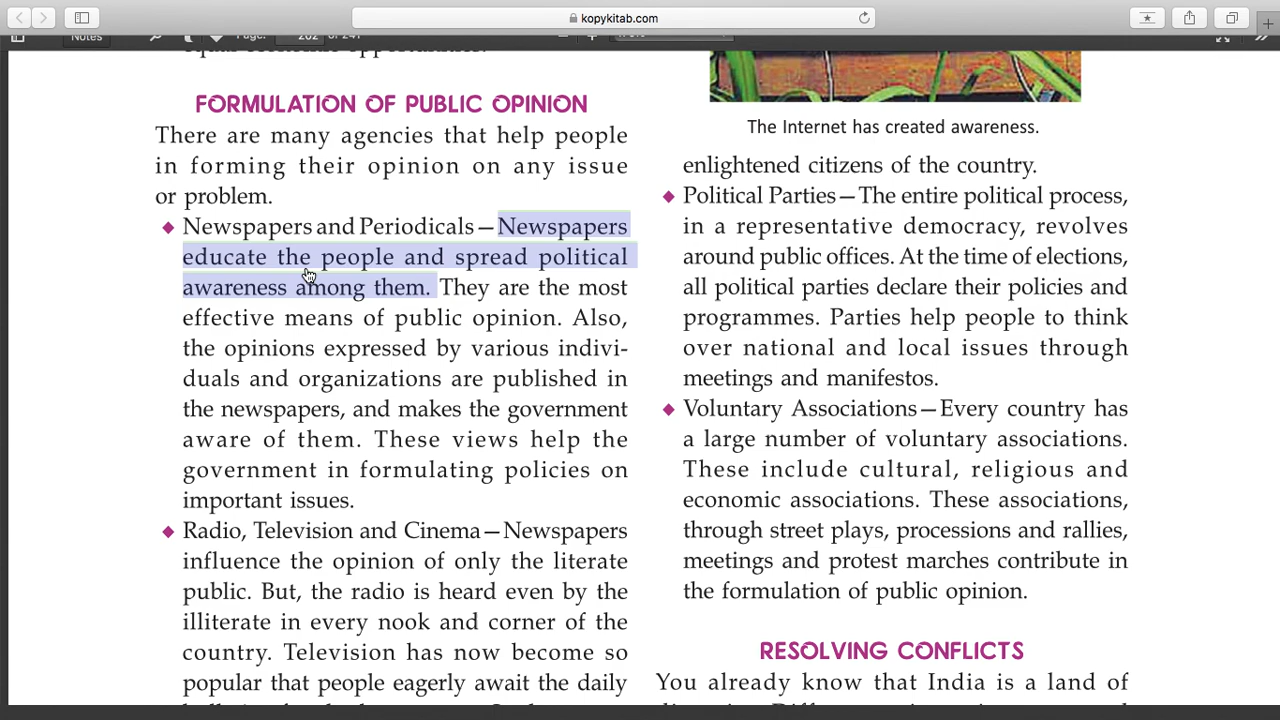 kopykitab.com
Notes
Page:
equal economic opportunities.
FORMULATION OF PUBLIC OPINION
There are many agencies that help people
in forming their opinion on any issue
or problem.
◆ Newspapers and Periodicals—Newspapers
educate the people and spread political
awareness among them. They are the most
effective means of public opinion. Also,
the opinions expressed by various indivi-
duals and organizations are published in
the newspapers, and makes the government
aware of them. These views help the
government in formulating policies on
important issues.
◆ Radio, Television and Cinema—Newspapers
influence the opinion of only the literate
public. But, the radio is heard even by the
illiterate in every nook and corner of the
country. Television has now become so
popular that people eagerly await the daily
The Internet has created awareness.
enlightened citizens of the country.
◆ Political Parties—The entire political process,
in a representative democracy, revolves
around public offices. At the time of elections,
all political parties declare their policies and
programmes. Parties help people to think
over national and local issues through
meetings and manifestos.
◆ Voluntary Associations—Every country has
a large number of voluntary associations.
These include cultural, religious and
economic associations. These associations,
through street plays, processions and rallies,
meetings and protest marches contribute in
the formulation of public opinion.
RESOLVING CONFLICTS
You already know that India is a land of